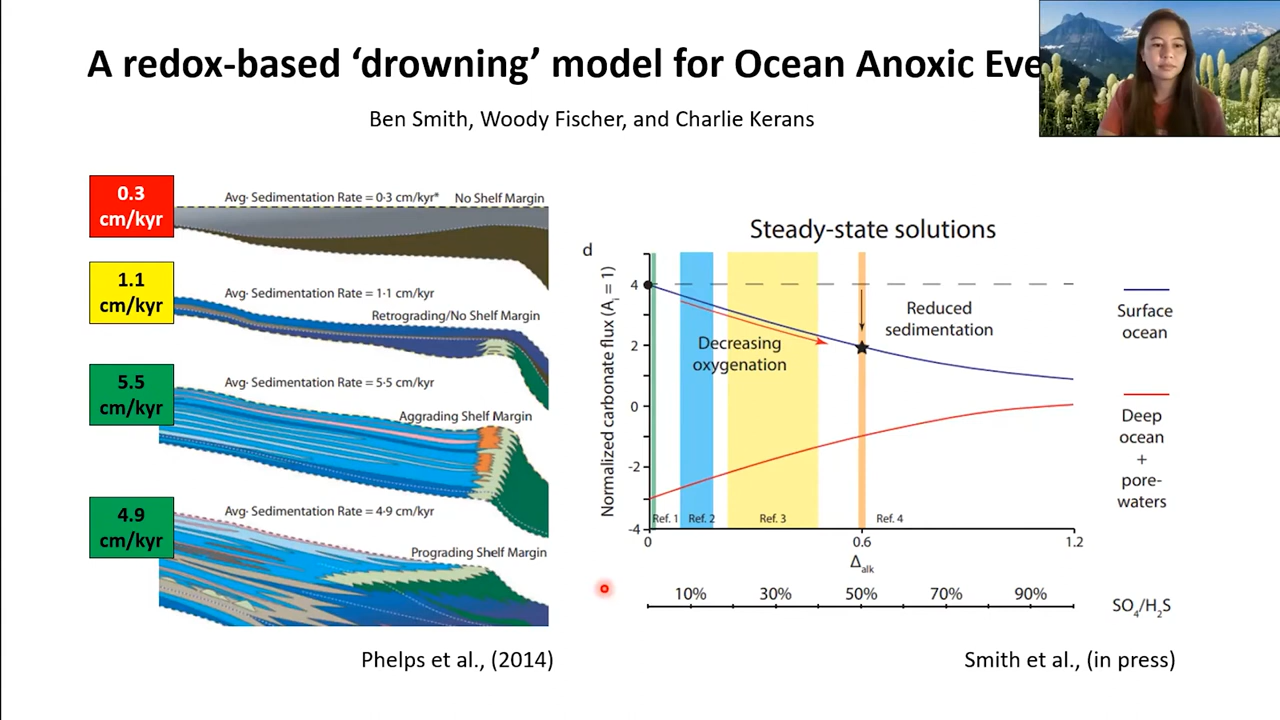 A redox-based ‘drowning’ model for Ocean Anoxic Eve
Ben Smith, Woody Fischer, and Charlie Kerans
0.3
cm/kyr
Avg· Sedimentation Rate = 0·3 cm/kyr* No Shelf Margin
1.1
cm/kyr
Avg· Sedimentation Rate = 1·1 cm/kyr
Retrograding/No Shelf Margin
5.5
cm/kyr
Avg· Sedimentation Rate = 5·5 cm/kyr
Aggrading Shelf Margin
4.9
cm/kyr
Avg· Sedimentation Rate = 4·9 cm/kyr
Prograding Shelf Margin
Phelps et al., (2014)
d
Steady-state solutions
Normalized carbonate flux (Ai = 1)
4
2
0
-2
-4
Decreasing
oxygenation
Reduced
sedimentation
Ref. 1 Ref. 2 Ref. 3 Ref. 4
0 0.6 1.2
Δalk
10% 30% 50% 70% 90%
SO4/H2S
Surface
ocean
Deep
ocean
+
pore-
waters
Smith et al., (in press)